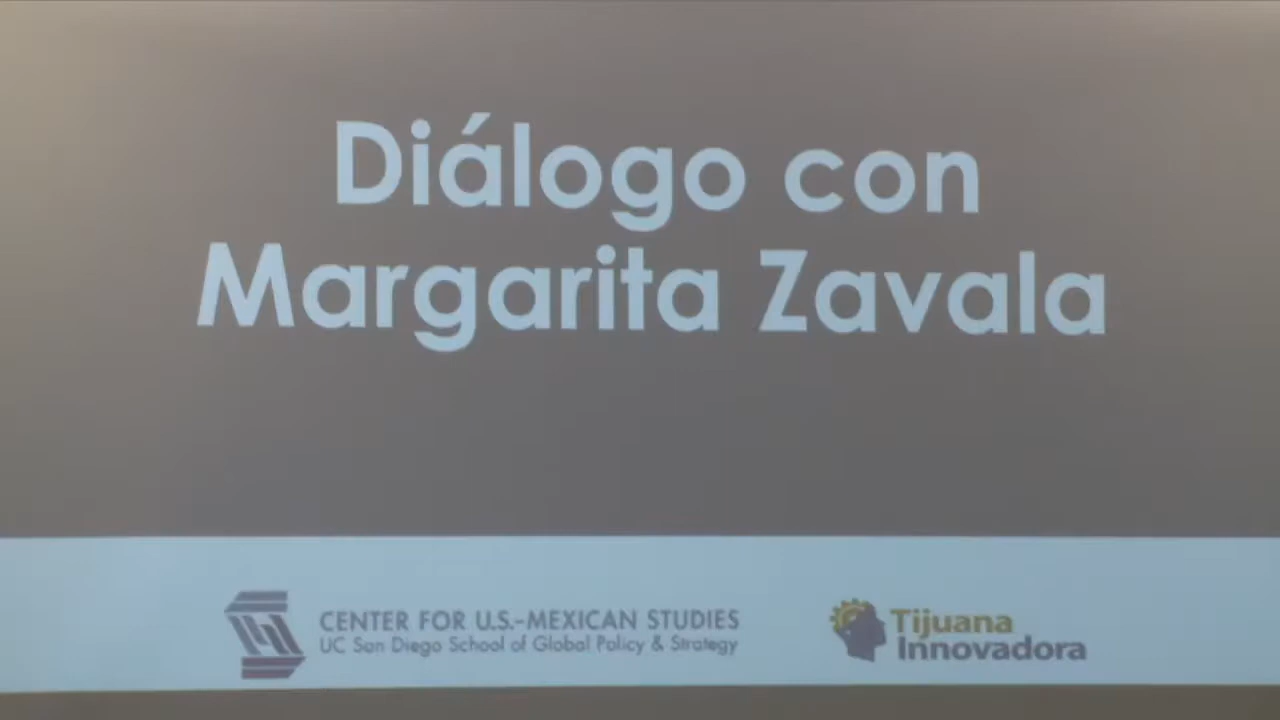 Diálogo con
Margarita Zavala
CENTER FOR U.S.-MEXICAN STUDIES
UC San Diego School of Global Policy & Strategy
Tijuana
Innovadora